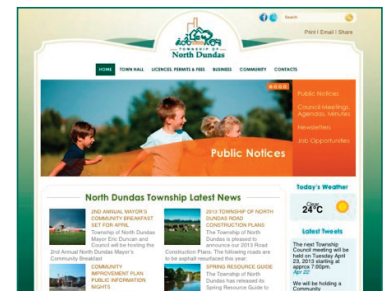 Search
Print | Email | Share
TOWNSHIP OF
North Dundas
HOME TOWN HALL LICENCES, PERMITS & FEES BUSINESS COMMUNITY CONTACTS
Public Notices
Council Meetings,
Agendas, Minutes
Newsletters
Job Opportunities
Public Notices
North Dundas Township Latest News
2ND ANNUAL MAYOR'S
COMMUNITY BREAKFAST
SET FOR APRIL
Township of North Dundas
Mayor Eric Duncan and
Council will be hosting the
2nd Annual North Dundas Mayor's
Community Breakfast
COMMUNITY
IMPROVEMENT PLAN
PUBLIC INFORMATION
NIGHTS
2013 TOWNSHIP OF NORTH
DUNDAS ROAD
CONSTRUCTION PLANS
The Township of North
Dundas is pleased to
announce our 2013 Road
Construction Plans. The following roads are
to be asphalt resurfaced this year:
SPRING RESOURCE GUIDE
The Township of North
Dundas has released its
Spring Resource Guide to
Today's Weather
Clear
24°C
Latest Tweets
The next Township
Council meeting will be
held on Tuesday April
23, 2013 starting at
approx 7:00pm.
Apr 22
We will be holding a
Community